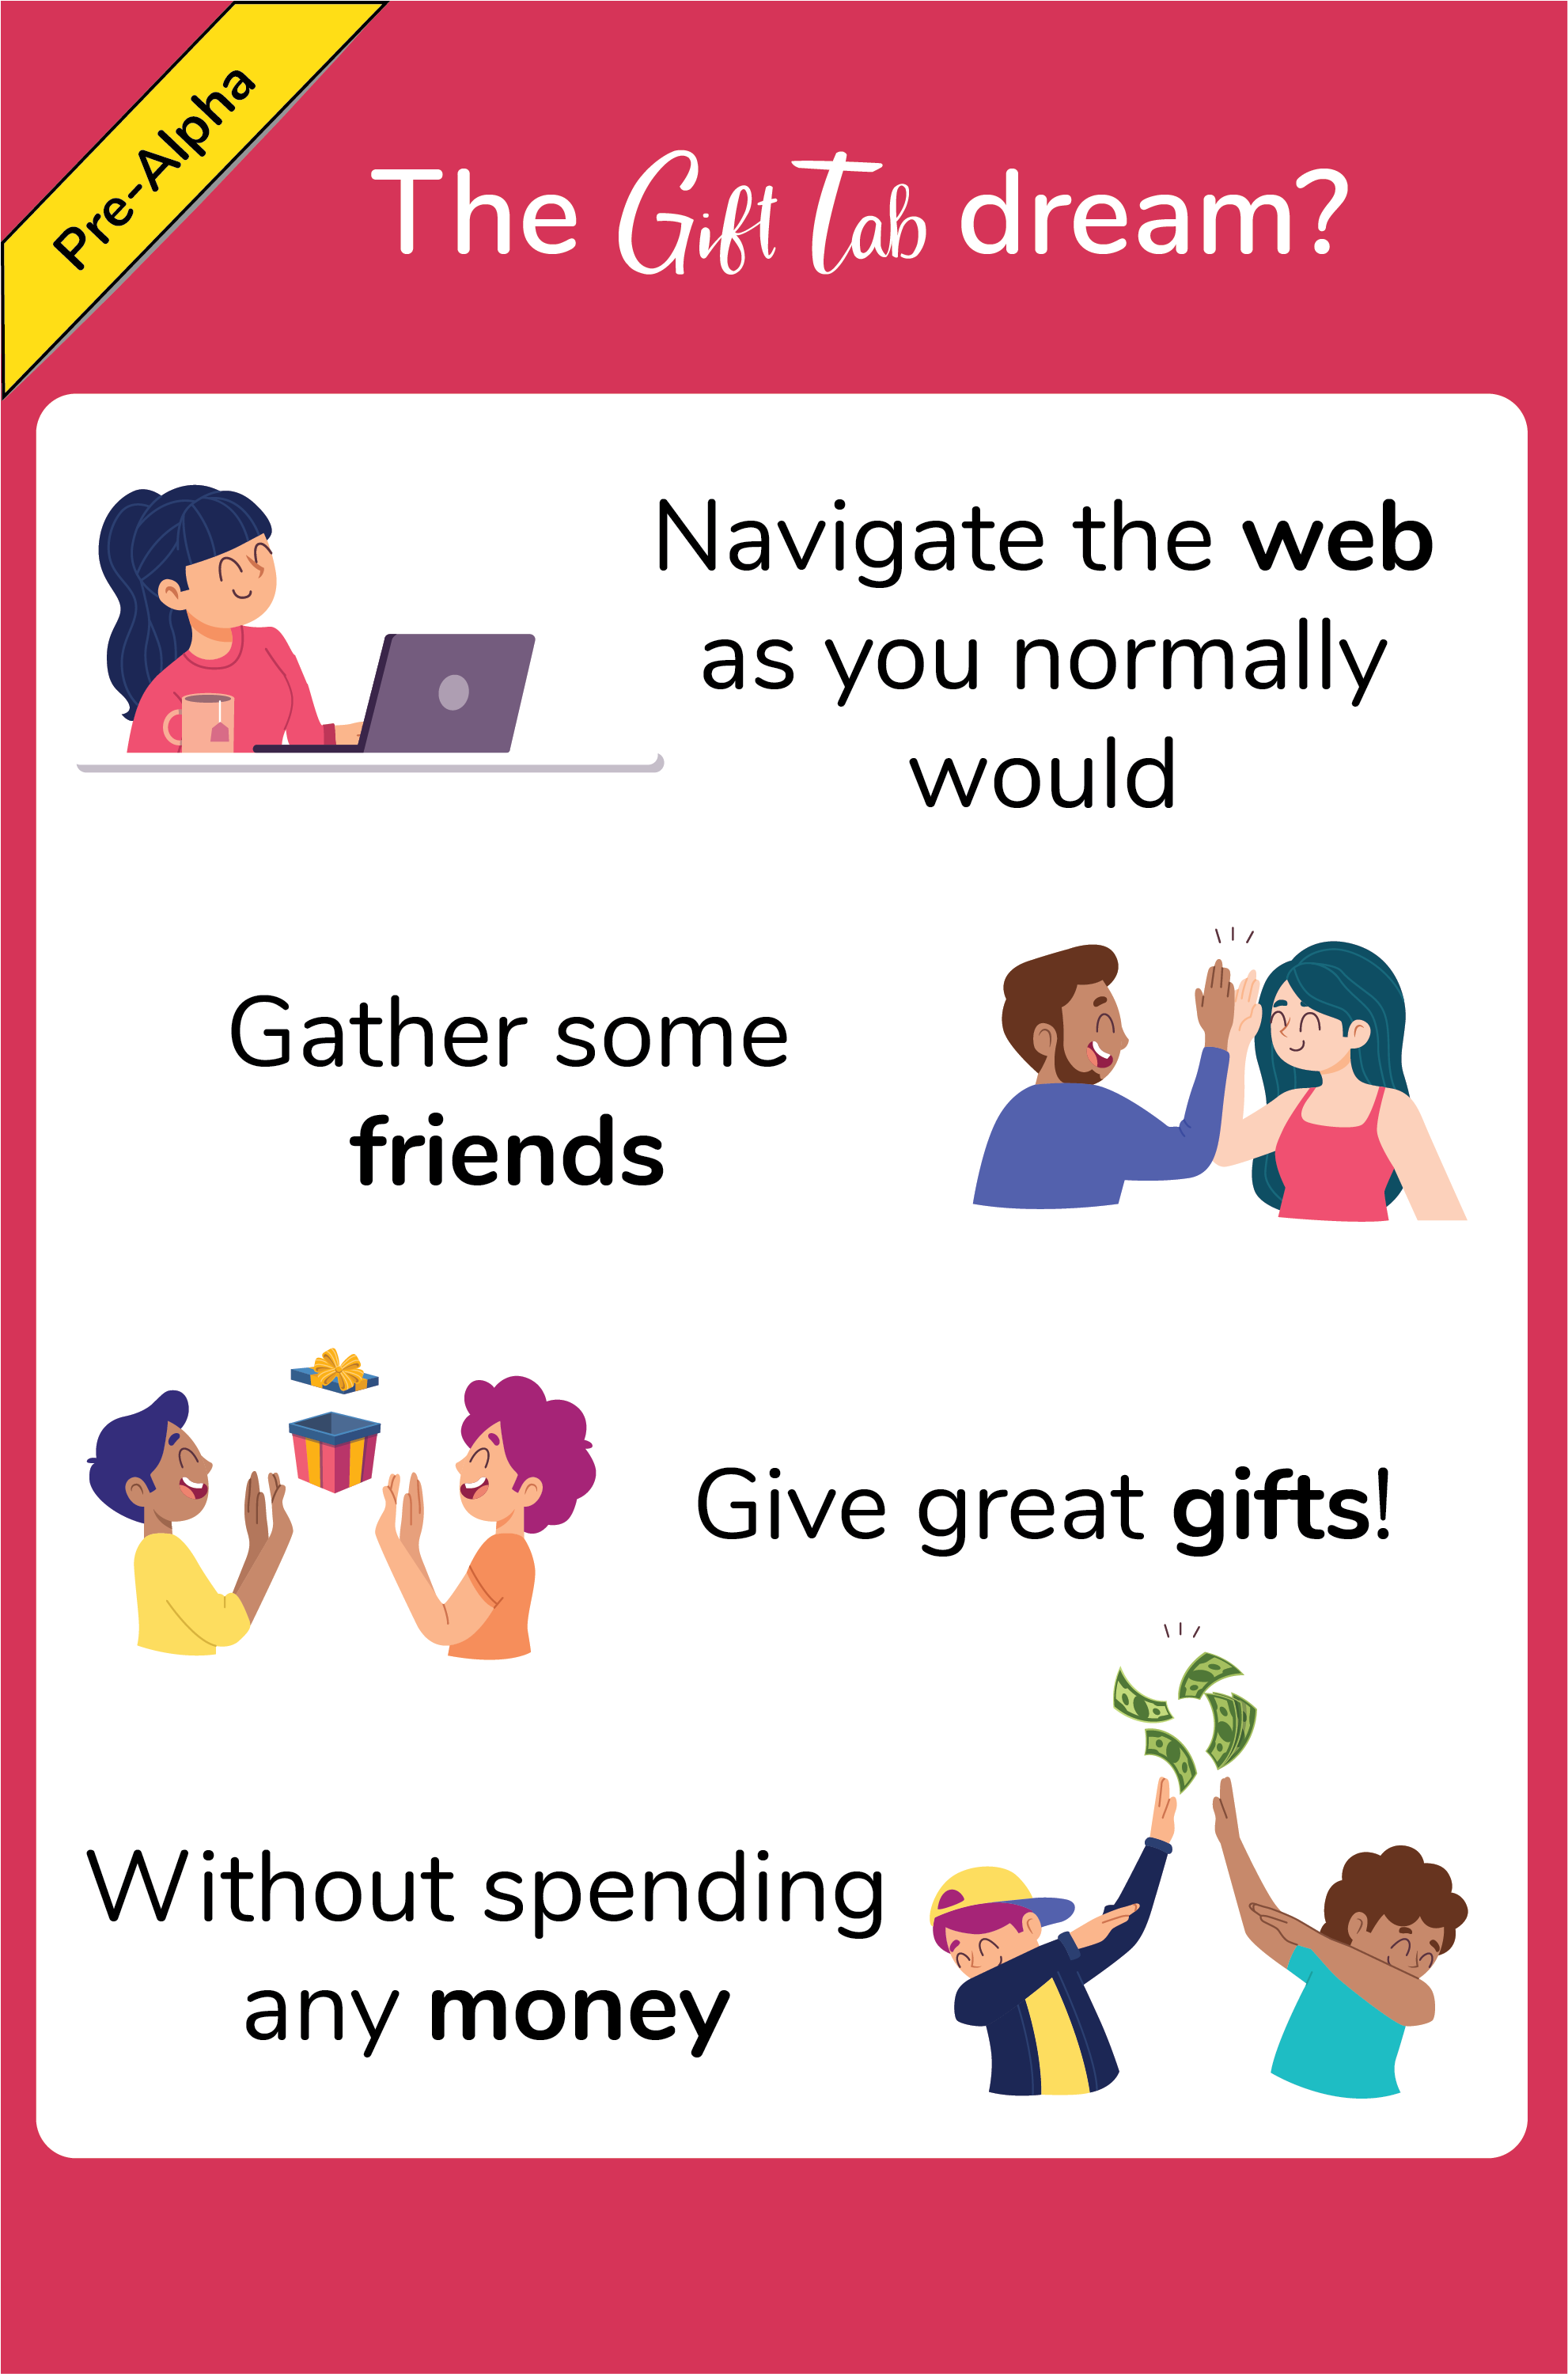 Pre-Alpha
The Gift Tab dream?
Navigate the web
as you normally
would
Gather some
friends
Give great gifts!
Without spending
any money